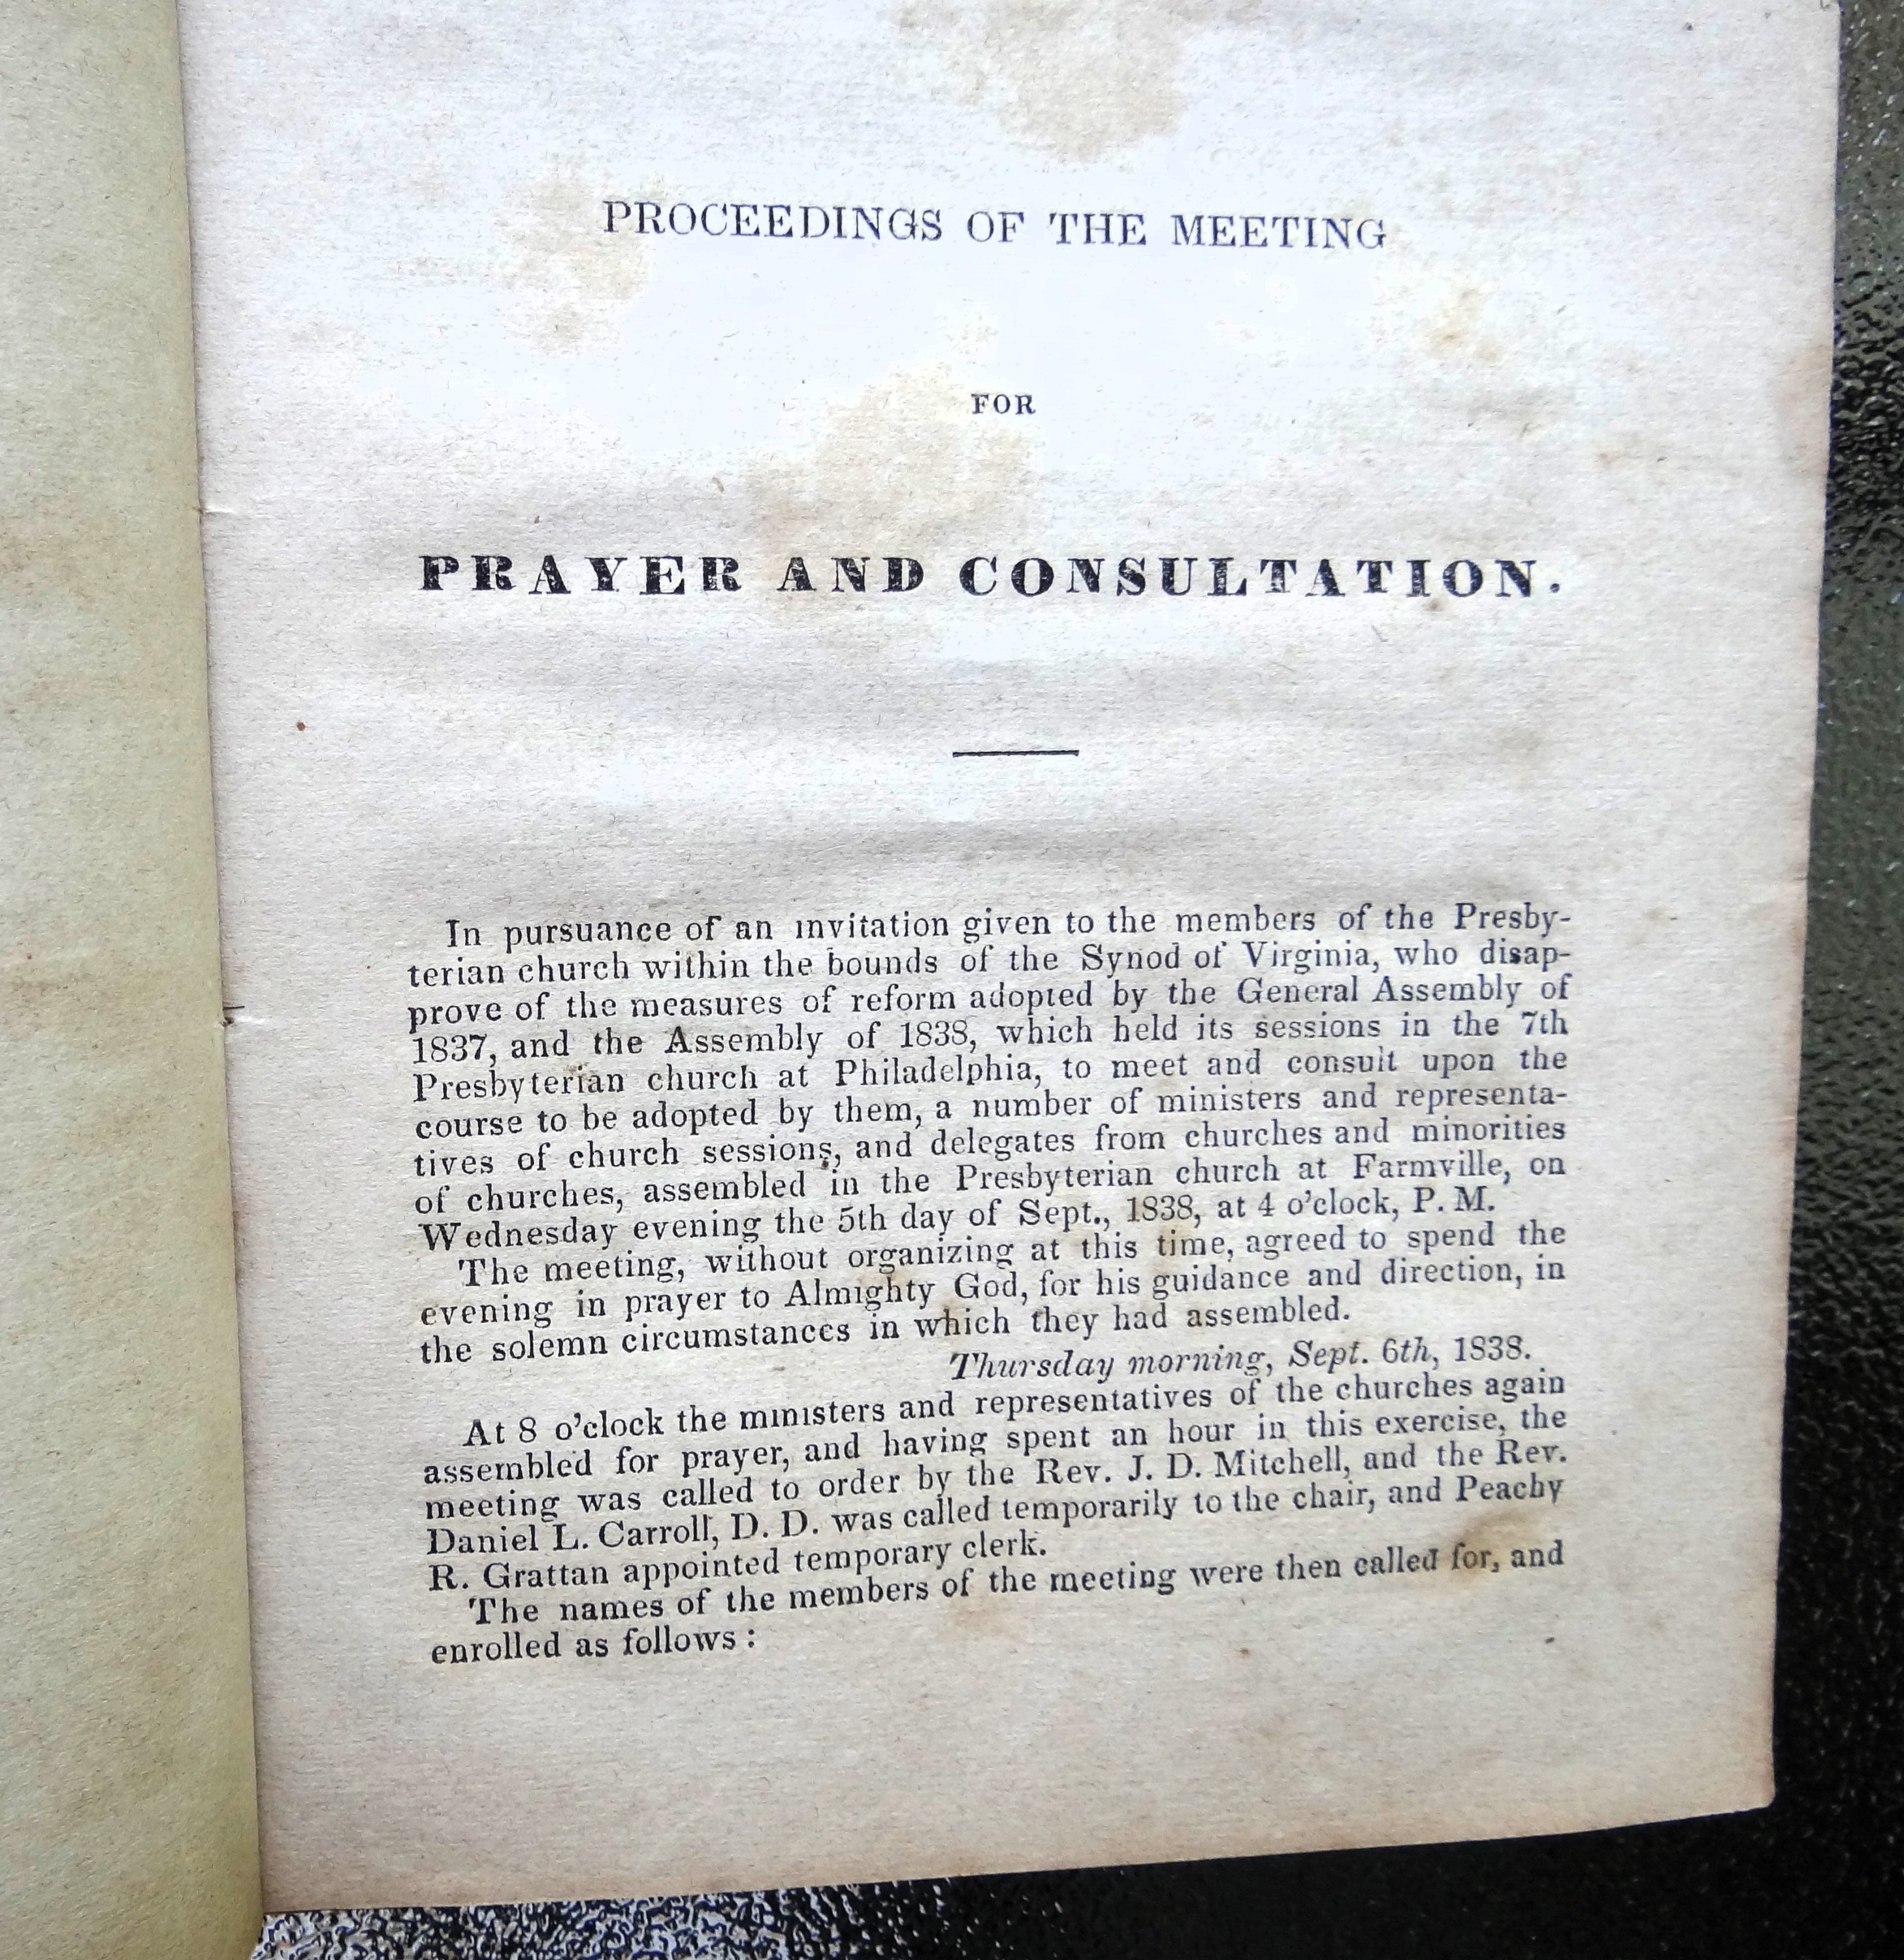 PROCEEDINGS OF THE MEETING
FOR
PRAYER AND CONSULTATION.
In pursuance of an invitation given to the members of the Presby-
terian church within the bounds of the Synod of Virginia, who disap-
prove of the measures of reform adopted by the General Assembly of
1837, and the Assembly of 1838, which held its sessions in the 7th
Presbyterian church at Philadelphia, to meet and consult upon the
course to be adopted by them, a number of ministers and representa-
tives of church sessions, and delegates from churches and minorities
of churches, assembled in the Presbyterian church at Farmville, on
Wednesday evening the 5th day of Sept., 1838, at 4 o'clock, P. M.
The meeting, without organizing at this time, agreed to spend the
evening in prayer to Almighty God, for his guidance and direction, in
the solemn circumstances in which they had assembled.
Thursday morning, Sept. 6th, 1838.
At 8 o'clock the ministers and representatives of the churches again
assembled for prayer, and having spent an hour in this exercise, the
meeting was called to order by the Rev. J. D. Mitchell, and the Rev.
Daniel L. Carroll, D. D. was called temporarily to the chair, and Peachy
R. Grattan appointed temporary clerk.
The names of the members of the meeting were then called for, and
enrolled as follows :